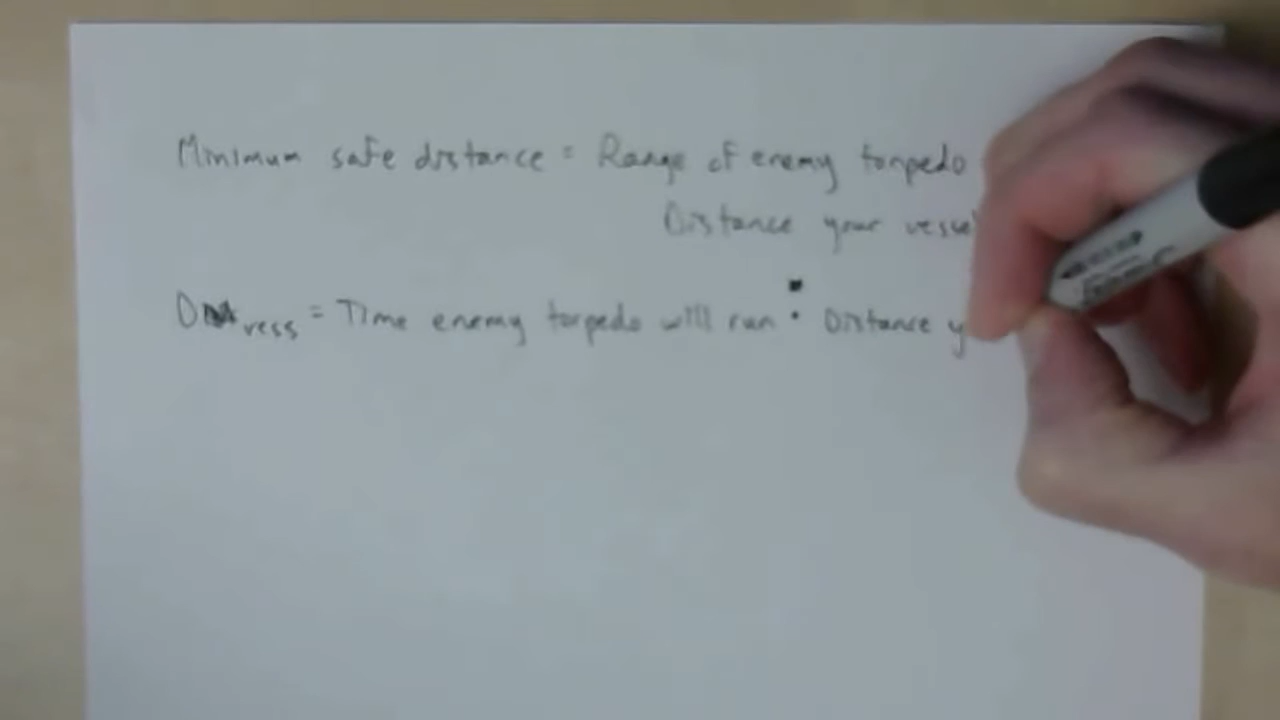 Minimum safe distance = Range of enemy torpedo
Distance your vessel
D vess = Time enemy torpedo will run · Distance y